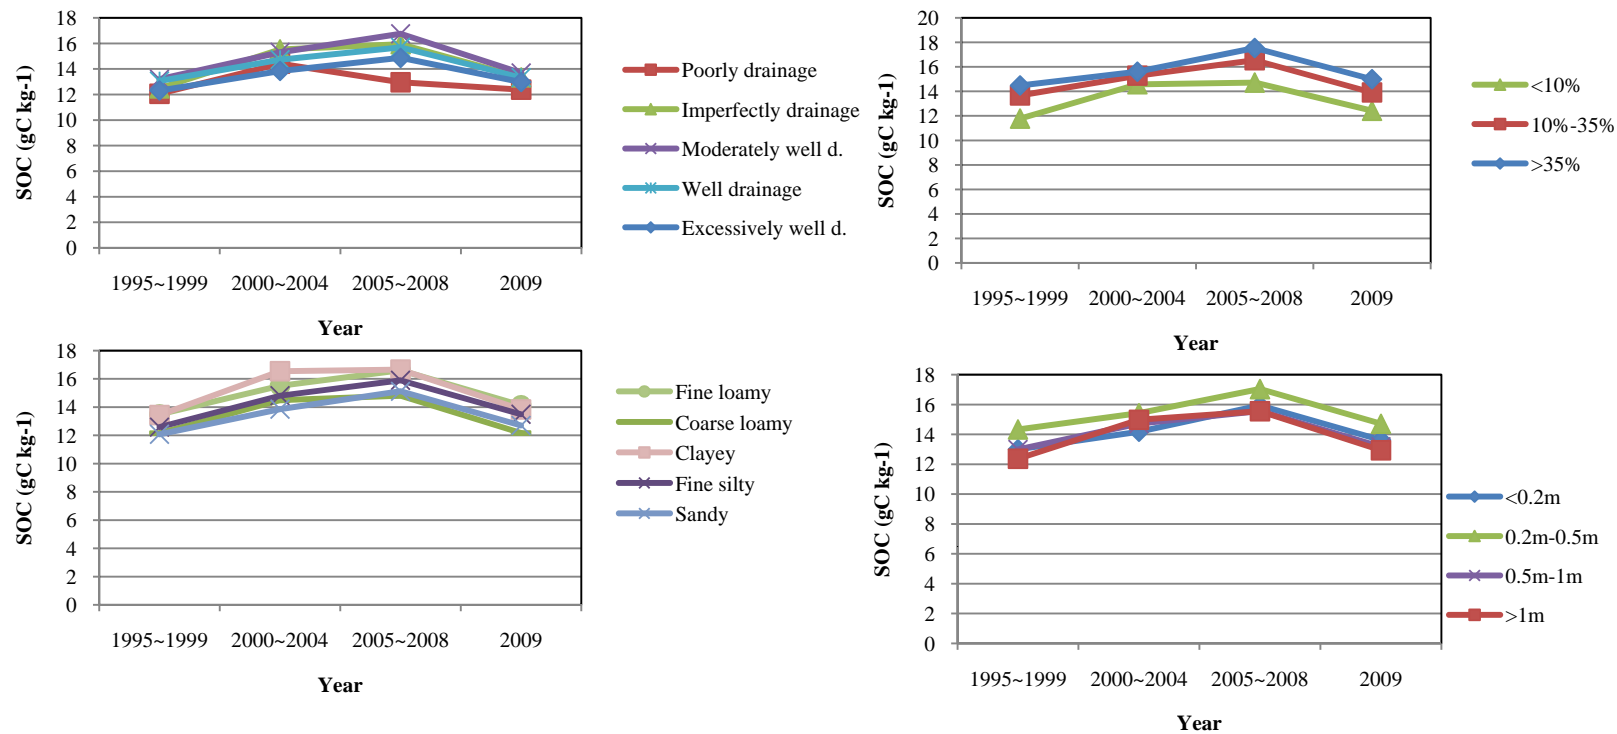 18
16
14
12
10
8
6
4
2
0
SOC (gC kg-1)
1995~1999 2000~2004 2005~2008 2009
Year
Poorly drainage
Imperfectly drainage
Moderately well d.
Well drainage
Excessively well d.
20
18
16
14
12
10
8
6
4
2
0
SOC (gC kg-1)
1995~1999 2000~2004 2005~2008 2009
Year
<10%
10%-35%
>35%
18
16
14
12
10
8
6
4
2
0
SOC (gC kg-1)
1995~1999 2000~2004 2005~2008 2009
Year
Fine loamy
Coarse loamy
Clayey
Fine silty
Sandy
18
16
14
12
10
8
6
4
2
0
SOC (gC kg-1)
1995~1999 2000~2004 2005~2008 2009
Year
<0.2m
0.2m-0.5m
0.5m-1m
>1m